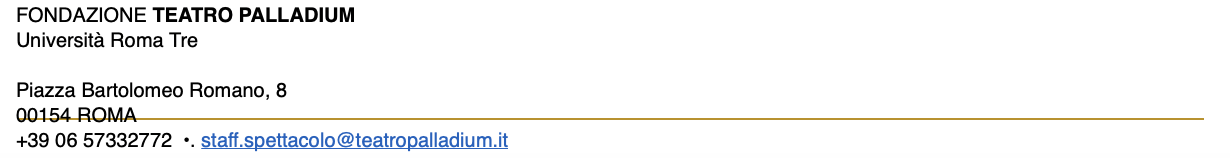 FONDAZIONE TEATRO PALLADIUM
Università Roma Tre
Piazza Bartolomeo Romano, 8
00154 ROMA
+39 06 57332772 •. staff.spettacolo@teatropalladium.it